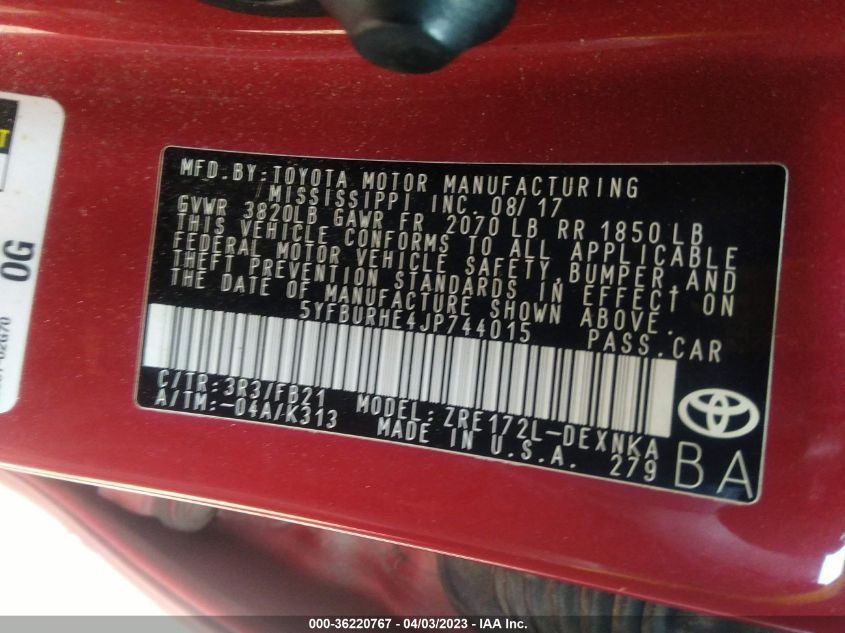 MFD.BY:TOYOTA MOTOR MANUFACTURING
MISSISSIPPI INC. 08/17
GVWR 3820LB GAWR FR 2070 LB RR 1850 LB
THIS VEHICLE CONFORMS TO ALL APPLICABLE
FEDERAL MOTOR VEHICLE SAFETY,BUMPER,AND
THEFT PREVENTION STANDARDS IN EFFECT ON
THE DATE OF MANUFACTURE SHOWN ABOVE.
5YFBURHE4JP744015 PASS.CAR
C/TR:3R3/FB21
A/TM:-04A/K313
MODEL:ZRE172L-DEXNKA
MADE IN U.S.A. 279
BA
0G
000-36220767 - 04/03/2023 - IAA Inc.